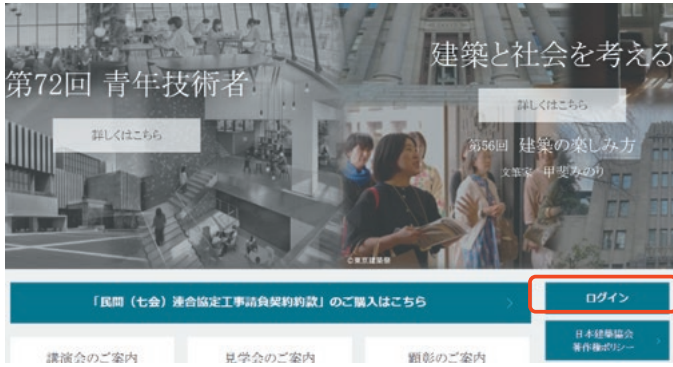 建築と社会を考える
第72回 青年技術者
詳しくはこちら
詳しくはこちら
第56回 建築の楽しみ方
文筆家 甲斐みのり
©東京建築祭
「民間（七会）連合協定工事請負契約約款」のご購入はこちら
ログイン
日本建築協会
著作権ポリシー
講演会のご案内
見学会のご案内
顕彰のご案内